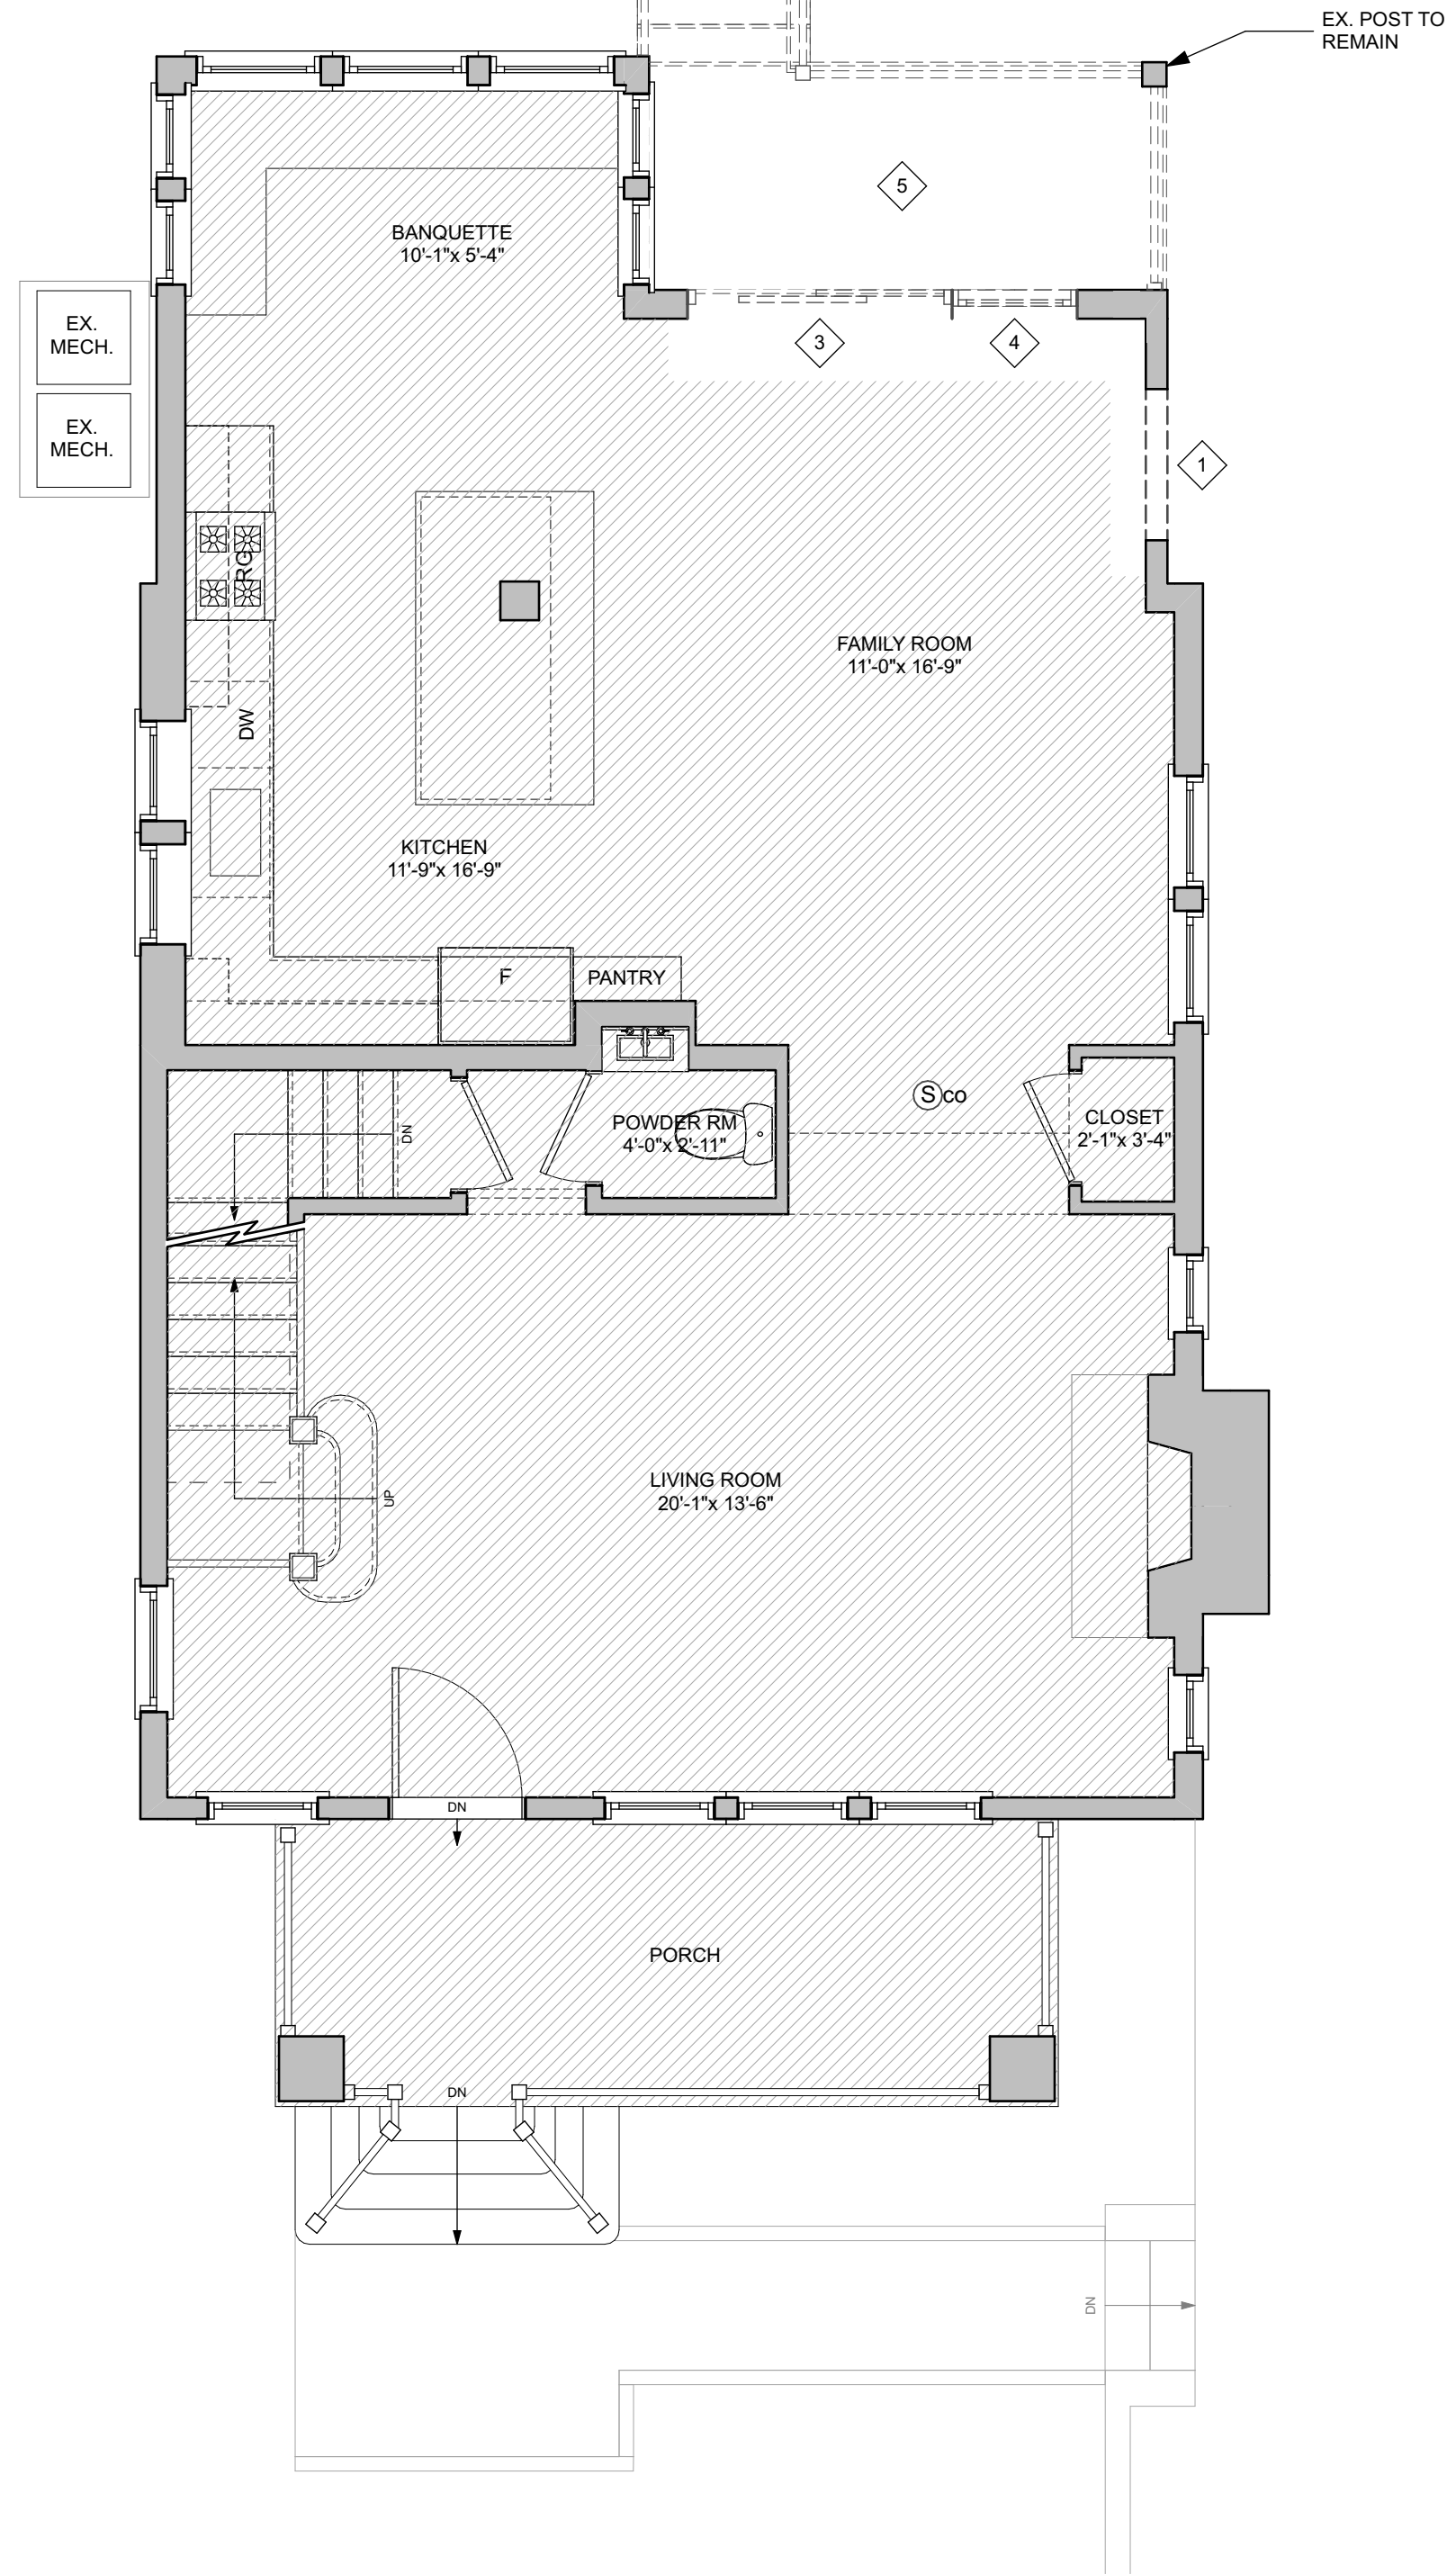 EX. POST TO
REMAIN
5
BANQUETTE
10'-1"x 5'-4"
EX.
MECH.
3
4
EX.
MECH.
1
RG
FAMILY ROOM
11'-0"x 16'-9"
DW
KITCHEN
11'-9"x 16'-9"
F
PANTRY
S co
POWDER RM
4'-0"x 2'-11"
CLOSET
2'-1"x 3'-4"
DN
LIVING ROOM
20'-1"x 13'-6"
UP
DN
PORCH
DN
DN